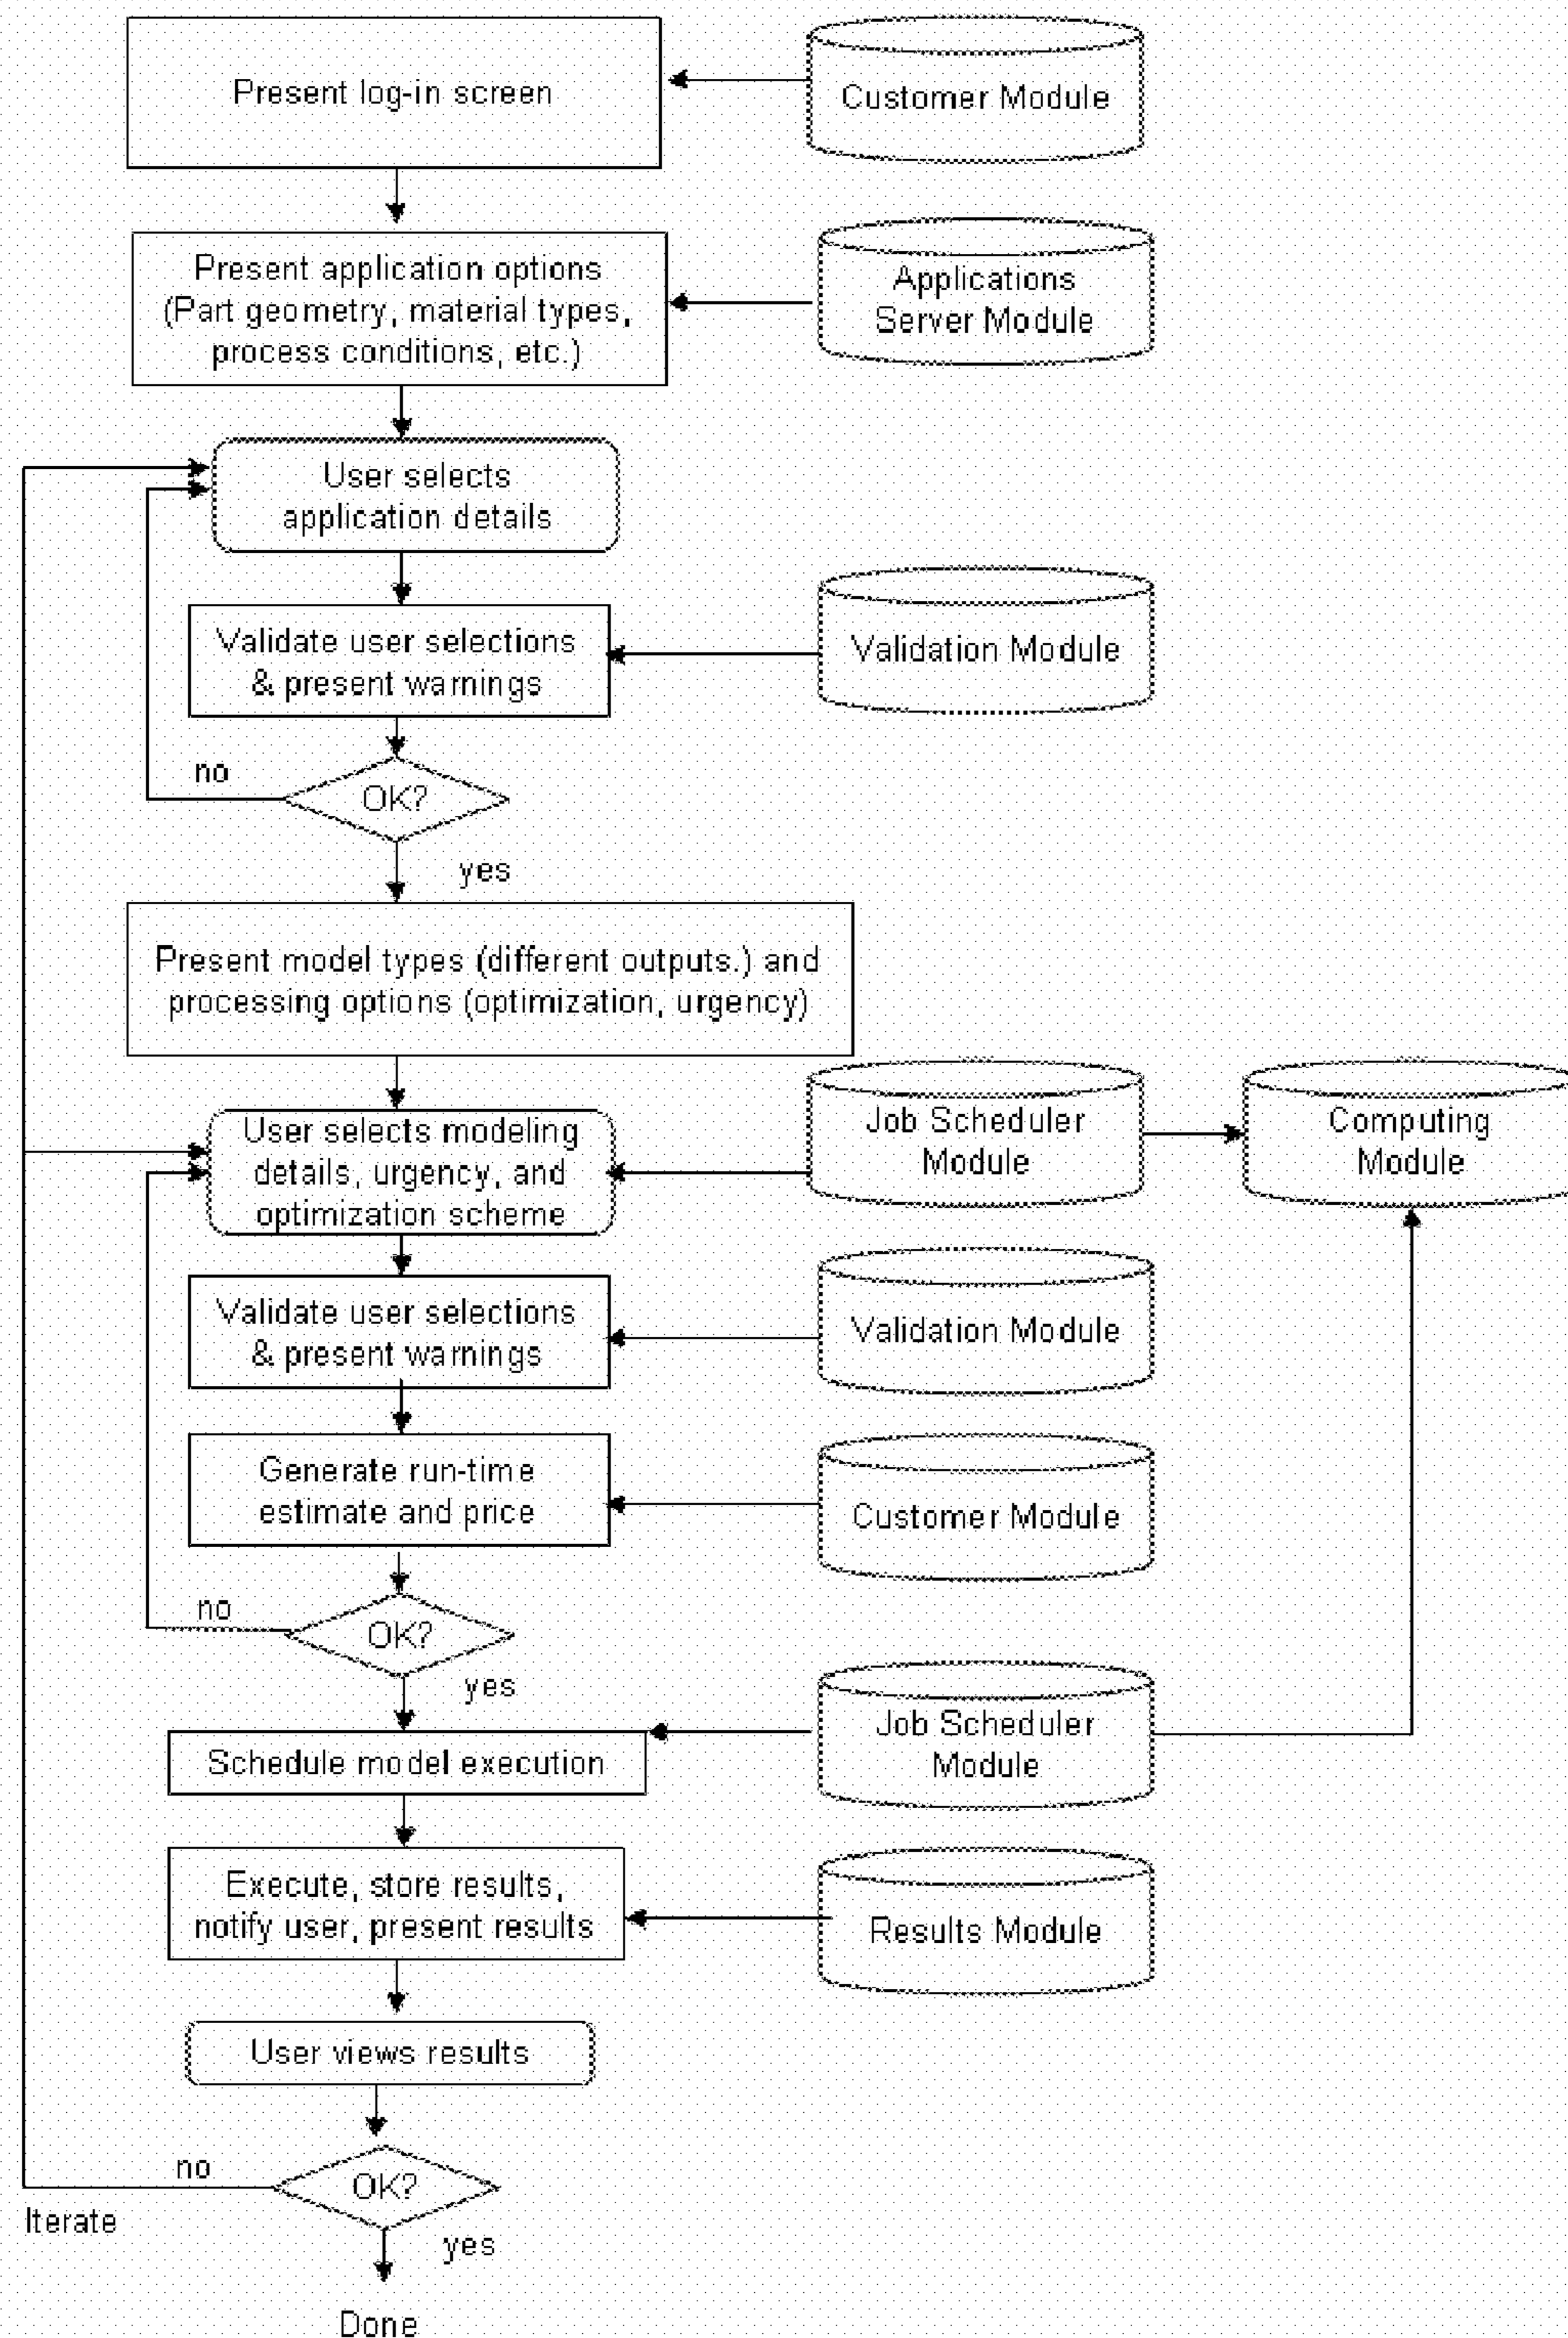 Present log-in screen
Customer Module
Present application options
(Part geometry, material types,
process conditions, etc.)
Applications
Server Module
User selects
application details
Validate user selections
& present warnings
Validation Module
no
OK?
yes
Present model types (different outputs.) and
processing options (optimization, urgency)
User selects modeling
details, urgency, and
optimization scheme
Job Scheduler
Module
Computing
Module
Validate user selections
& present warnings
Validation Module
Generate run-time
estimate and price
Customer Module
no
OK?
yes
Schedule model execution
Job Scheduler
Module
Execute, store results,
notify user, present results
Results Module
User views results
no
OK?
Iterate
yes
Done